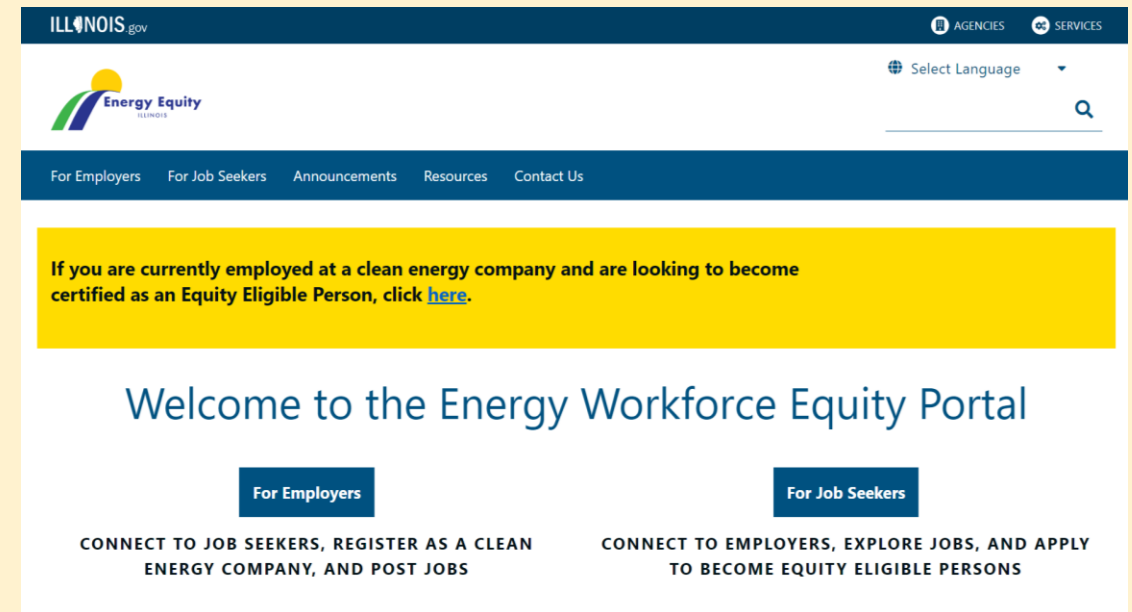 ILLINOIS.gov
AGENCIES
SERVICES
Select Language
Energy Equity
ILLINOIS
For Employers
For Job Seekers
Announcements
Resources
Contact Us
If you are currently employed at a clean energy company and are looking to become
certified as an Equity Eligible Person, click here.
Welcome to the Energy Workforce Equity Portal
For Employers
CONNECT TO JOB SEEKERS, REGISTER AS A CLEAN
ENERGY COMPANY, AND POST JOBS
For Job Seekers
CONNECT TO EMPLOYERS, EXPLORE JOBS, AND APPLY
TO BECOME EQUITY ELIGIBLE PERSONS